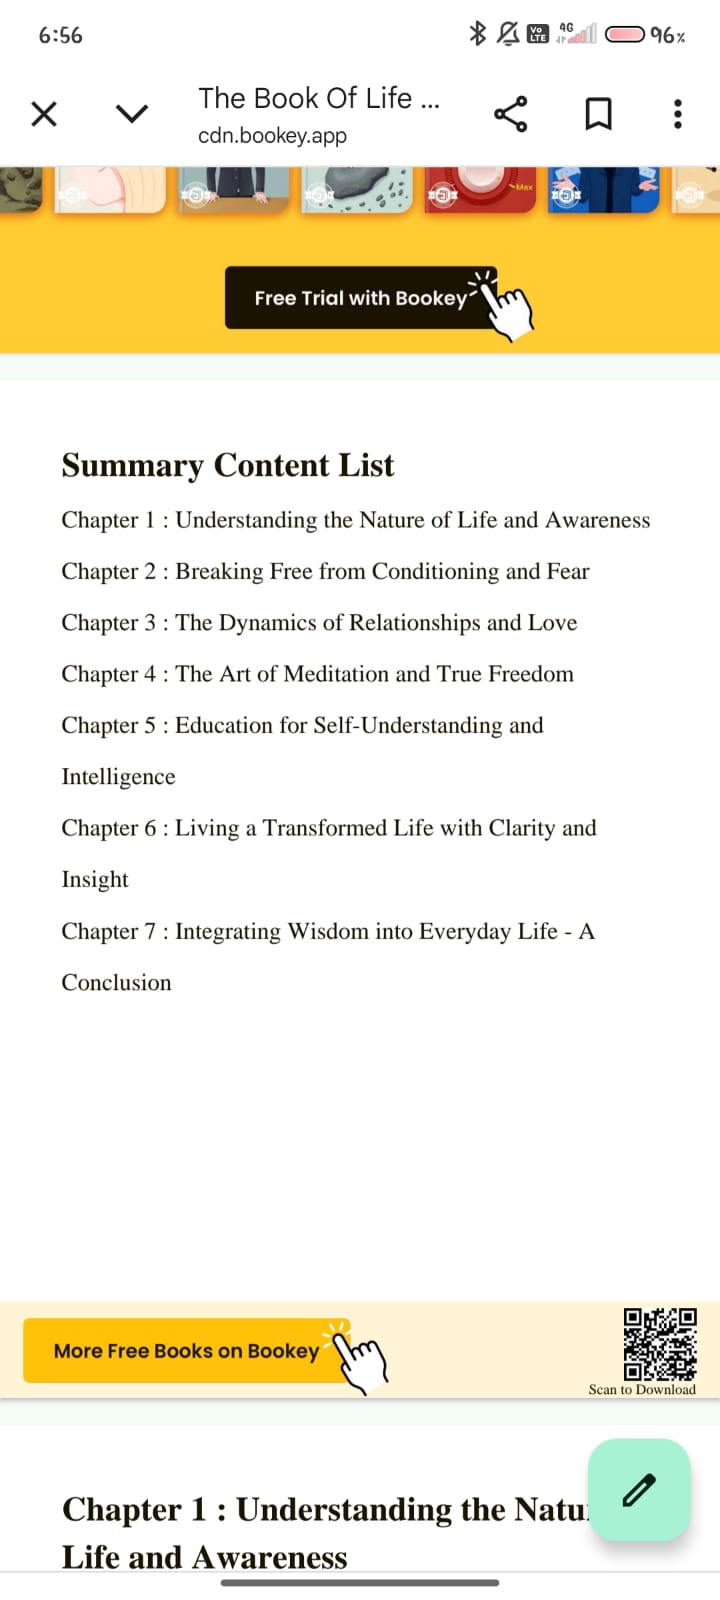 6:56
Vo LTE 4G 96%
The Book Of Life ...
cdn.bookey.app
Max
Free Trial with Bookey
Summary Content List
Chapter 1 : Understanding the Nature of Life and Awareness
Chapter 2 : Breaking Free from Conditioning and Fear
Chapter 3 : The Dynamics of Relationships and Love
Chapter 4 : The Art of Meditation and True Freedom
Chapter 5 : Education for Self-Understanding and
Intelligence
Chapter 6 : Living a Transformed Life with Clarity and
Insight
Chapter 7 : Integrating Wisdom into Everyday Life - A
Conclusion
More Free Books on Bookey
Scan to Download
Chapter 1 : Understanding the Natu
Life and Awareness